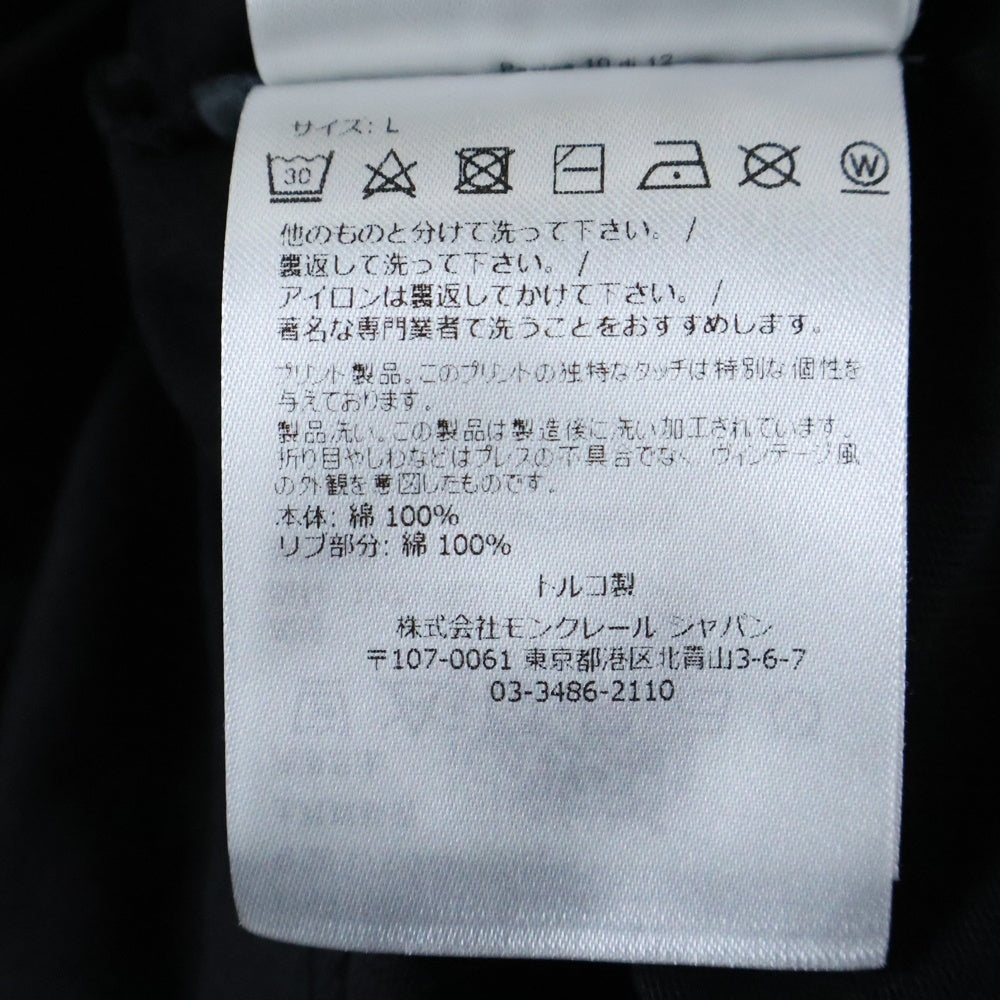 サイズ: L
30
W
他のものと分けて洗って下さい。 /
裏返して洗って下さい。 /
アイロンは裏返してかけて下さい。 /
著名な専門業者で洗うことをおすすめします。
プリント製品。このプリントの独特なタッチは特別な個性を
与えております。
製品洗い。この製品は製造後に洗い加工されています。
折り目やしわなどはプレスの不具合でなく ヴィンテージ風
の外観を意図したものです。
本体: 綿 100%
リブ部分: 綿 100%
トルコ製
株式会社モンクレール ジャパン
〒107-0061 東京都港区北青山3-6-7
03-3486-2110